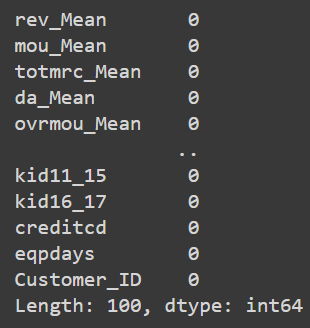 rev_Mean 0
mou_Mean 0
totmrc_Mean 0
da_Mean 0
ovrmou_Mean 0
..
kid11_15 0
kid16_17 0
creditcd 0
eqpdays 0
Customer_ID 0
Length: 100, dtype: int64